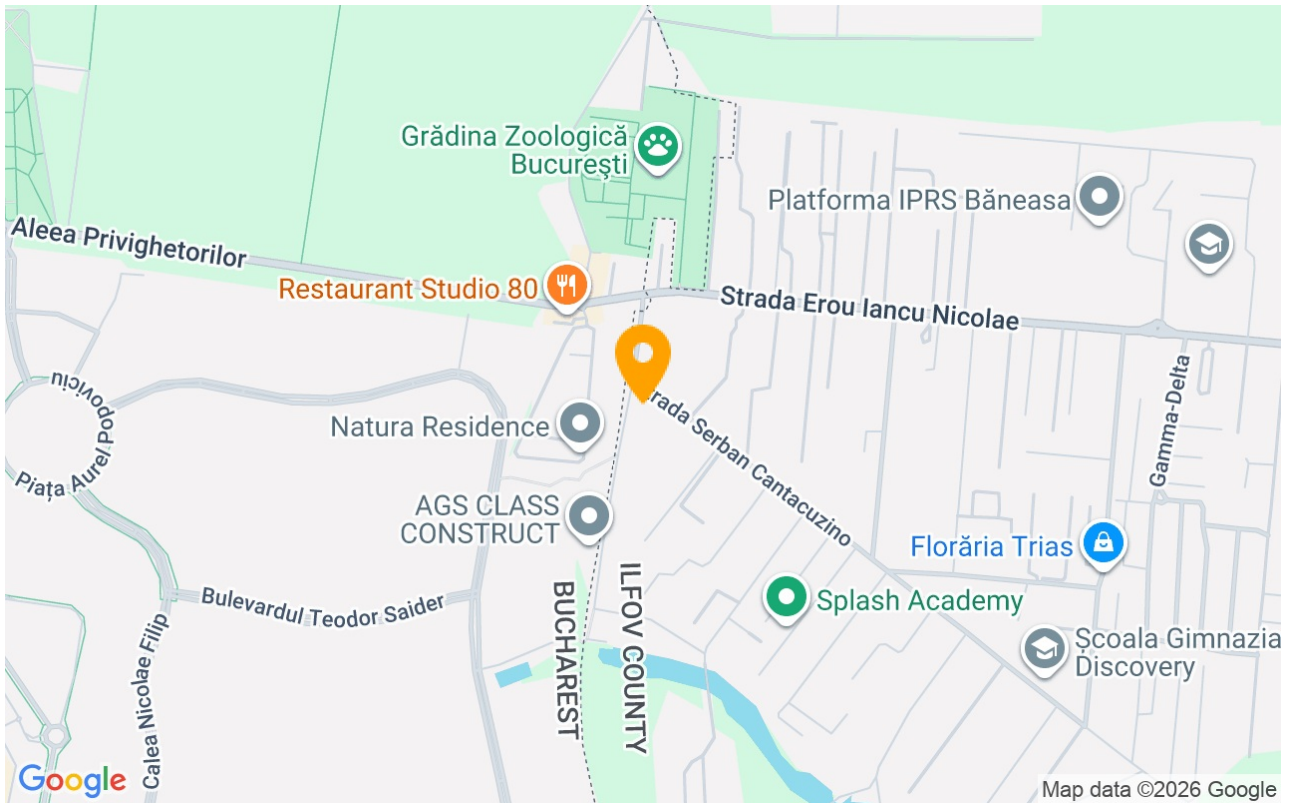 Grădina Zoologică
București
Platforma IPRS Băneasa
Aleea Privighetorilor
Restaurant Studio 80
Strada Erou Iancu Nicolae
Piața Aurel Popoviciu
Natura Residence
rada Serban Cantacuzino
Gamma-Delta
AGS CLASS
CONSTRUCT
Florăria Trias
Bulevardul Teodor Saider
BUCHAREST
ILFOV COUNTY
Splash Academy
Școala Gimnazia
Discovery
Calea Nicolae Filip
Google
Map data ©2026 Google